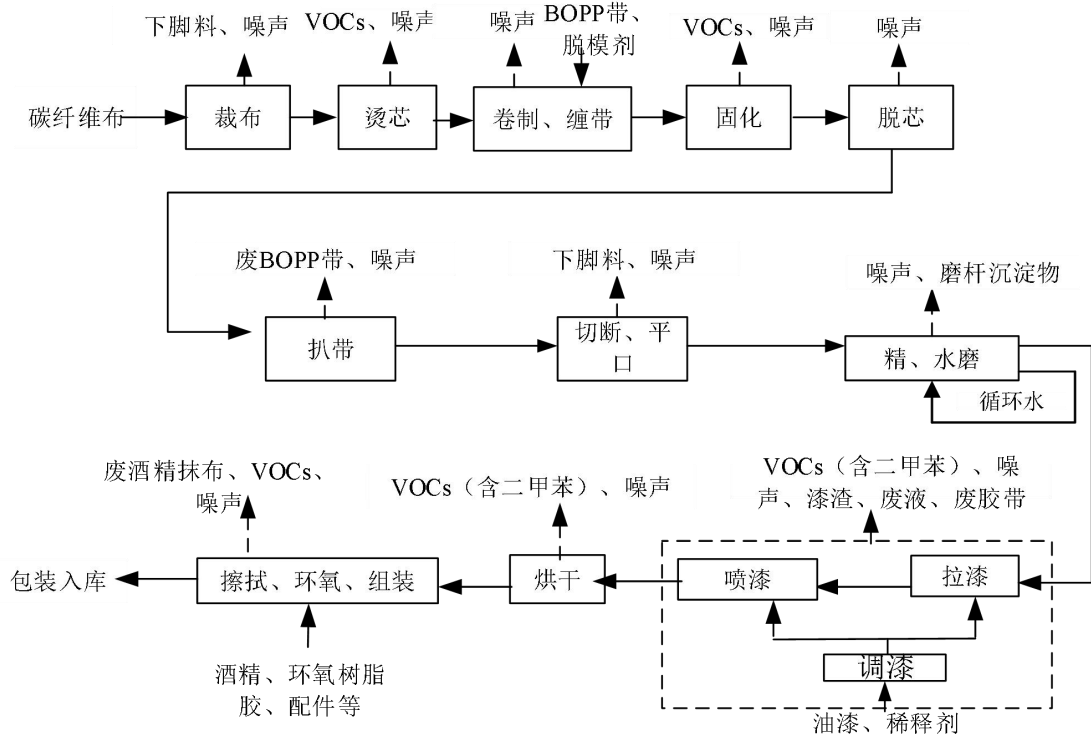 下脚料、噪声
VOCs、噪声
噪声
BOPP带、
脱模剂
VOCs、噪声
噪声
碳纤维布
裁布
烫芯
卷制、缠带
固化
脱芯
废BOPP带、噪声
下脚料、噪声
噪声、磨杆沉淀物
扒带
切断、平
口
精、水磨
循环水
废酒精抹布、VOCs、
噪声
VOCs（含二甲苯）、噪声
VOCs（含二甲苯）、噪
声、漆渣、废液、废胶带
包装入库
擦拭、环氧、组装
烘干
喷漆
拉漆
调漆
酒精、环氧树脂
胶、配件等
油漆、稀释剂